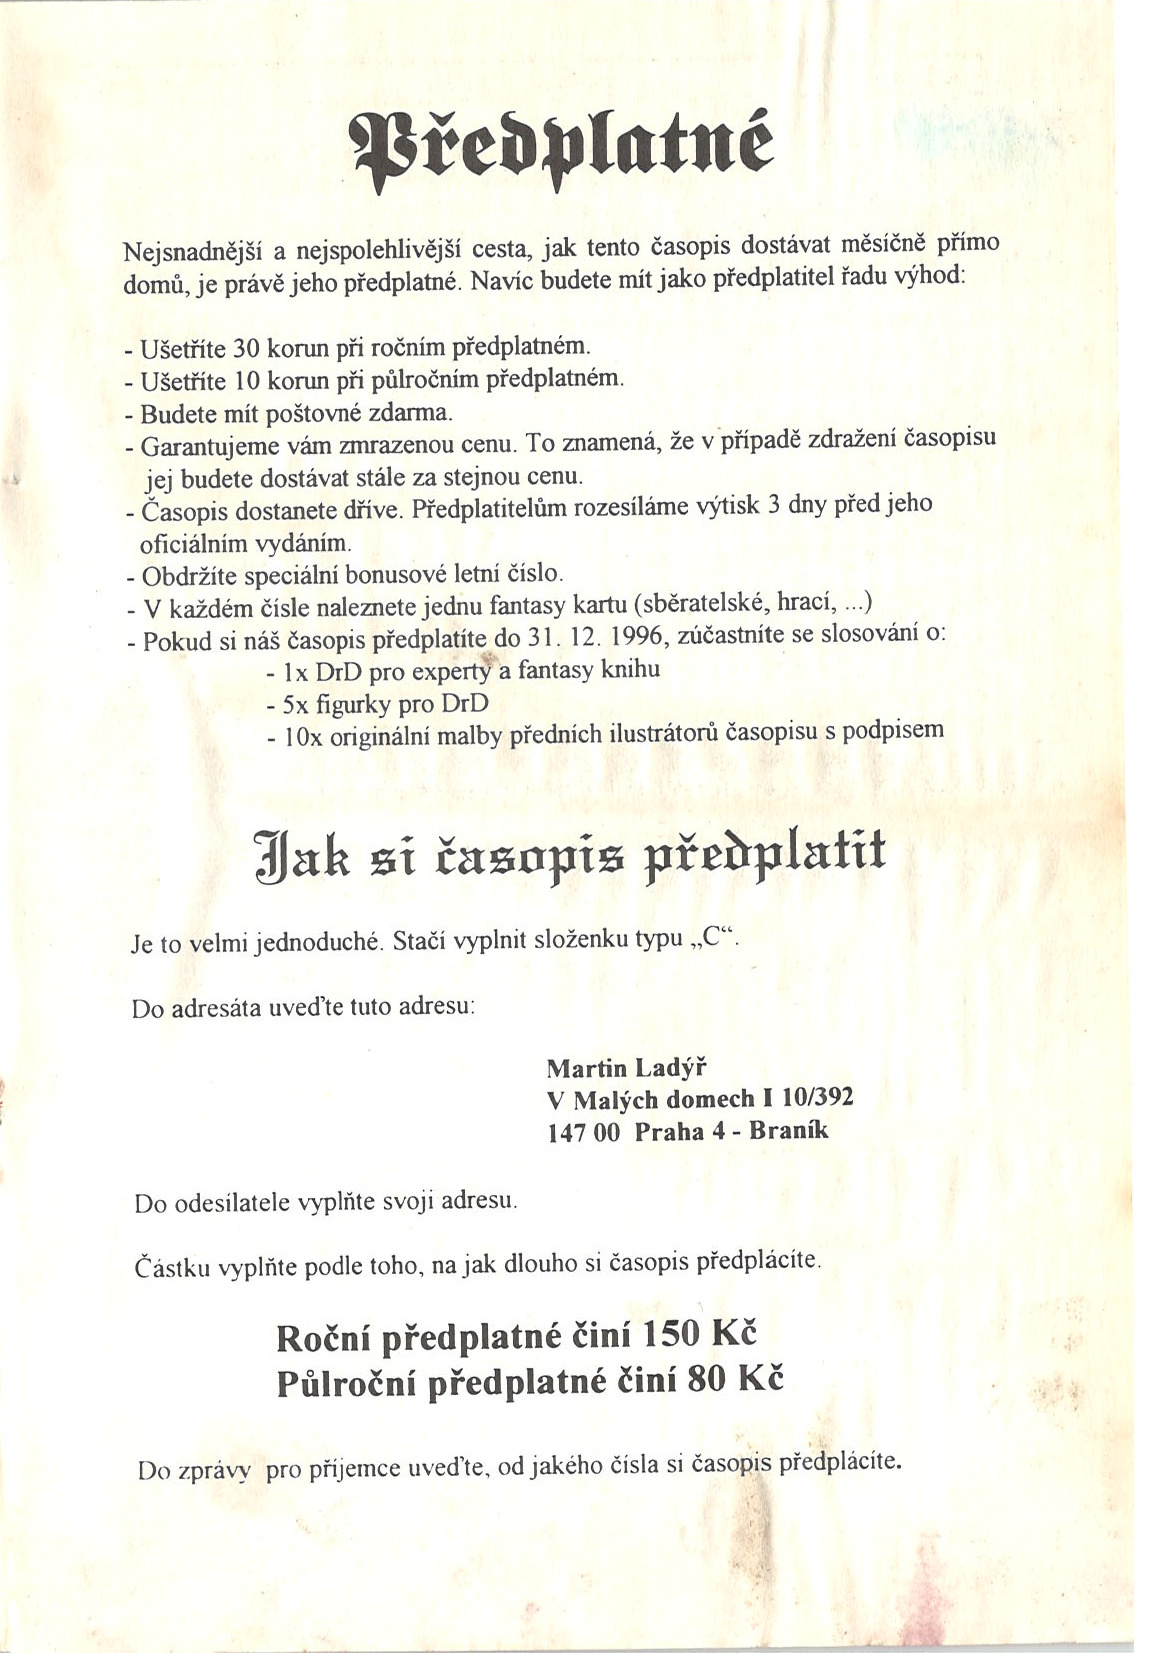 Předplatné
Nejsnadnější a nejspolehlivější cesta, jak tento časopis dostávat měsíčně přímo
domů, je právě jeho předplatné. Navíc budete mít jako předplatitel řadu výhod:
- Ušetříte 30 korun při ročním předplatném.
- Ušetříte 10 korun při půlročním předplatném.
- Budete mít poštovné zdarma.
- Garantujeme vám zmrazenou cenu. To znamená, že v případě zdražení časopisu
jej budete dostávat stále za stejnou cenu.
- Časopis dostanete dříve. Předplatitelům rozesíláme výtisk 3 dny před jeho
oficiálním vydáním.
- Obdržíte speciální bonusové letní číslo.
- V každém čísle naleznete jednu fantasy kartu (sběratelské, hrací, ...)
- Pokud si náš časopis předplatíte do 31. 12. 1996, zúčastníte se slosování o:
- 1x DrD pro experty a fantasy knihu
- 5x figurky pro DrD
- 10x originální malby předních ilustrátorů časopisu s podpisem
Jak si časopis předplatit
Je to velmi jednoduché. Stačí vyplnit složenku typu „C“.
Do adresáta uveďte tuto adresu:
Martin Ladýř
V Malých domech I 10/392
147 00 Praha 4 - Braník
Do odesílatele vyplňte svoji adresu.
Částku vyplňte podle toho, na jak dlouho si časopis předplácíte.
Roční předplatné činí 150 Kč
Půlroční předplatné činí 80 Kč
Do zprávy pro příjemce uveďte, od jakého čísla si časopis předplácíte.